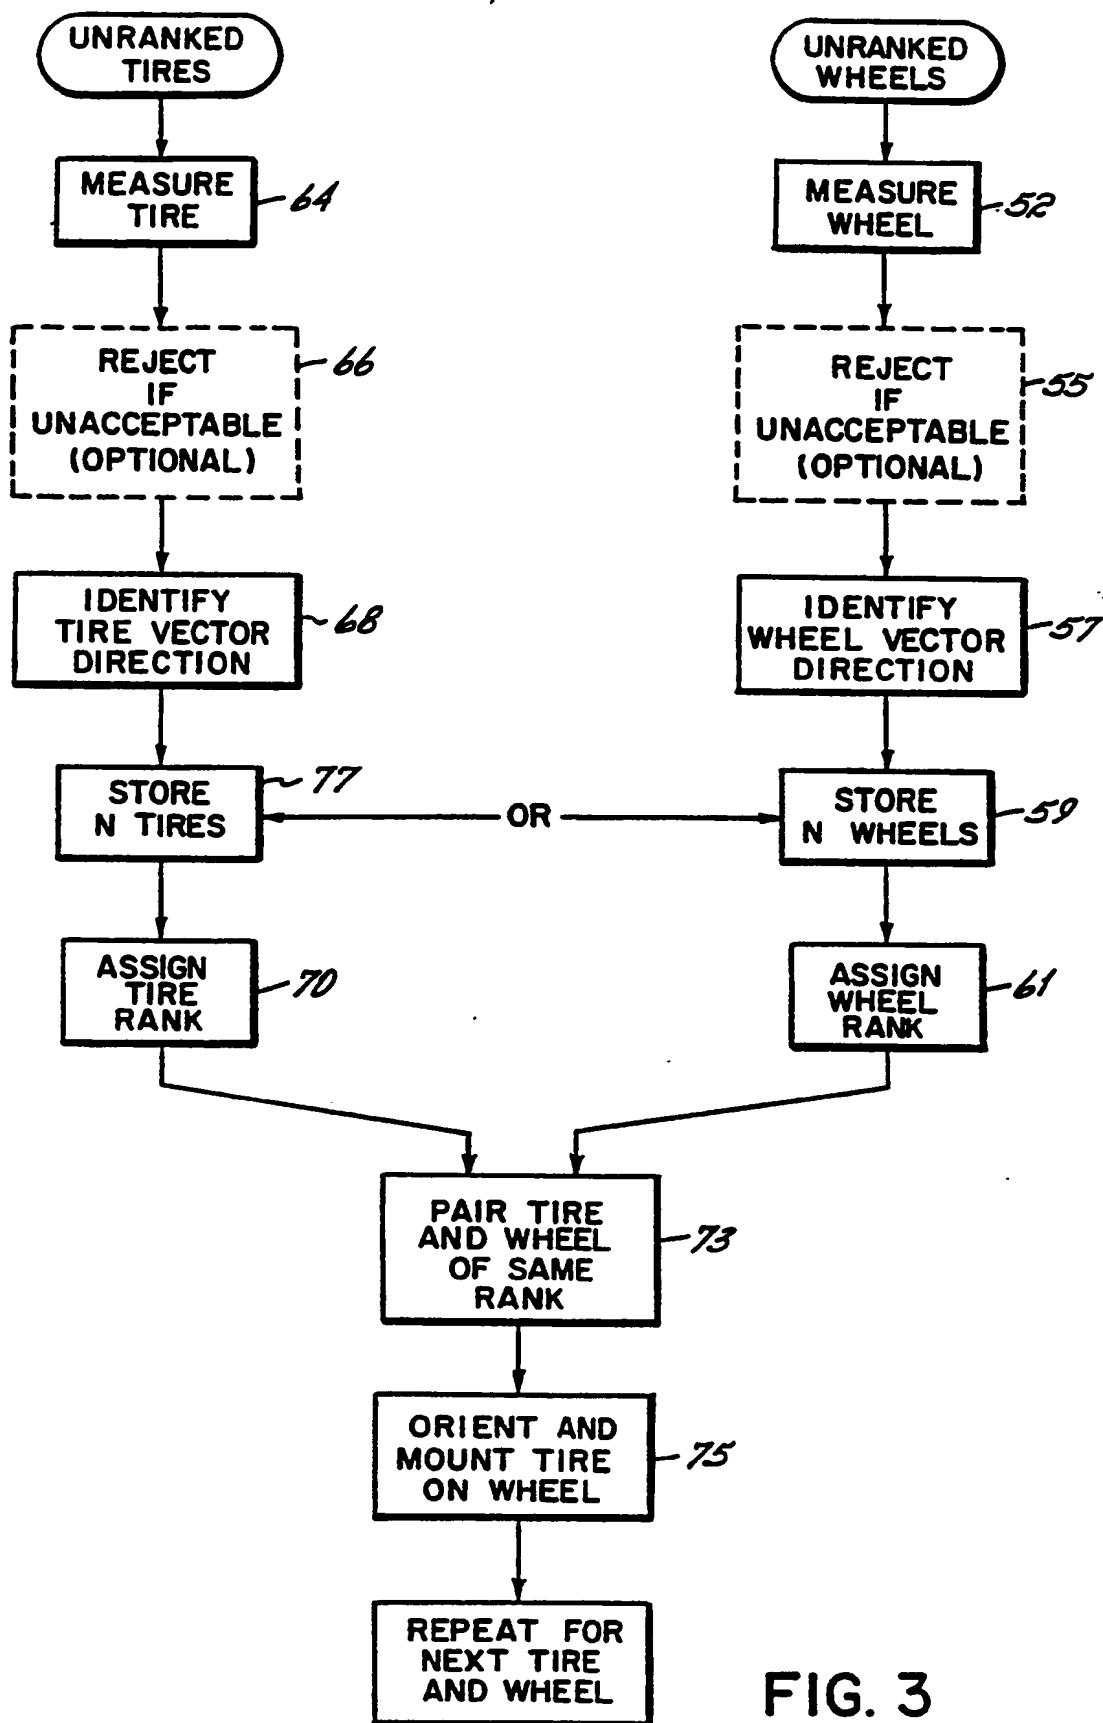 UNRANKED
TIRES
MEASURE
TIRE
64
REJECT
IF
UNACCEPTABLE
(OPTIONAL)
66
IDENTIFY
TIRE VECTOR
DIRECTION
68
STORE
N TIRES
77
OR
ASSIGN
TIRE
RANK
70
UNRANKED
WHEELS
MEASURE
WHEEL
52
REJECT
IF
UNACCEPTABLE
(OPTIONAL)
55
IDENTIFY
WHEEL VECTOR
DIRECTION
57
STORE
N WHEELS
59
ASSIGN
WHEEL
RANK
61
PAIR TIRE
AND WHEEL
OF SAME
RANK
73
ORIENT AND
MOUNT TIRE
ON WHEEL
75
REPEAT FOR
NEXT TIRE
AND WHEEL
FIG. 3